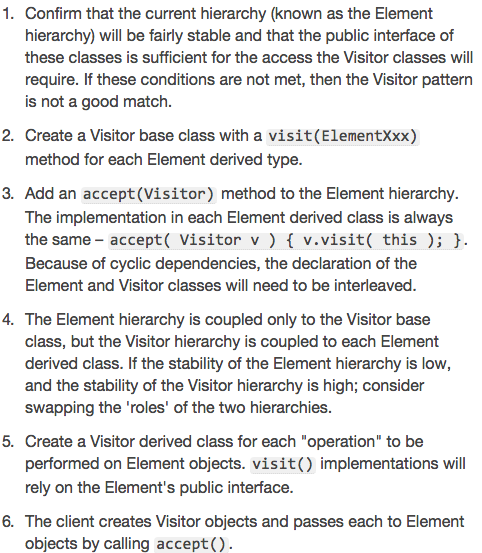 1. Confirm that the current hierarchy (known as the Element
hierarchy) will be fairly stable and that the public interface of
these classes is sufficient for the access the Visitor classes will
require. If these conditions are not met, then the Visitor pattern
is not a good match.
2. Create a Visitor base class with a visit(ElementXxx)
method for each Element derived type.
3. Add an accept(Visitor) method to the Element hierarchy.
The implementation in each Element derived class is always
the same – accept( Visitor v ) { v.visit( this ); }.
Because of cyclic dependencies, the declaration of the
Element and Visitor classes will need to be interleaved.
4. The Element hierarchy is coupled only to the Visitor base
class, but the Visitor hierarchy is coupled to each Element
derived class. If the stability of the Element hierarchy is low,
and the stability of the Visitor hierarchy is high; consider
swapping the 'roles' of the two hierarchies.
5. Create a Visitor derived class for each "operation" to be
performed on Element objects. visit() implementations will
rely on the Element's public interface.
6. The client creates Visitor objects and passes each to Element
objects by calling accept().